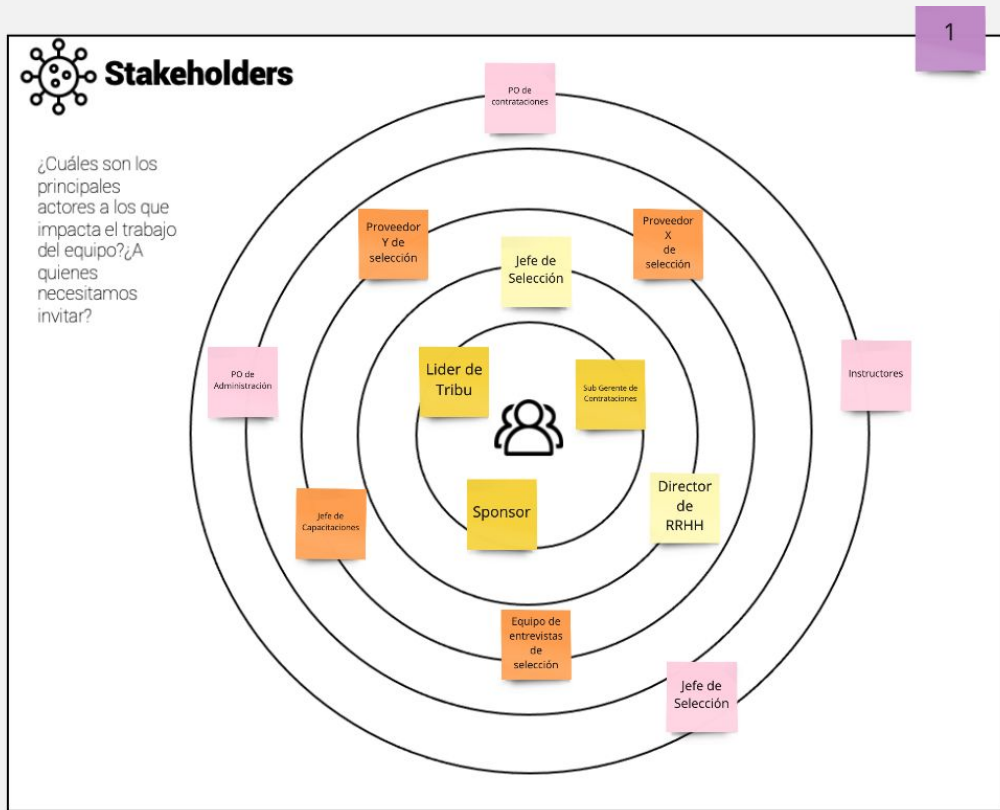 1
Stakeholders
¿Cuáles son los
principales
actores a los que
impacta el trabajo
del equipo?¿A
quienes
necesitamos
invitar?
PO de
contrataciones
Proveedor
Y de
selección
Proveedor
X
de
selección
Jefe de
Selección
Lider de
Tribu
Sub Gerente de
Contrataciones
PO de
Administración
Instructores
Sponsor
Director
de
RRHH
Jefe de
Capacitaciones
Equipo de
entrevistas
de
selección
Jefe de
Selección